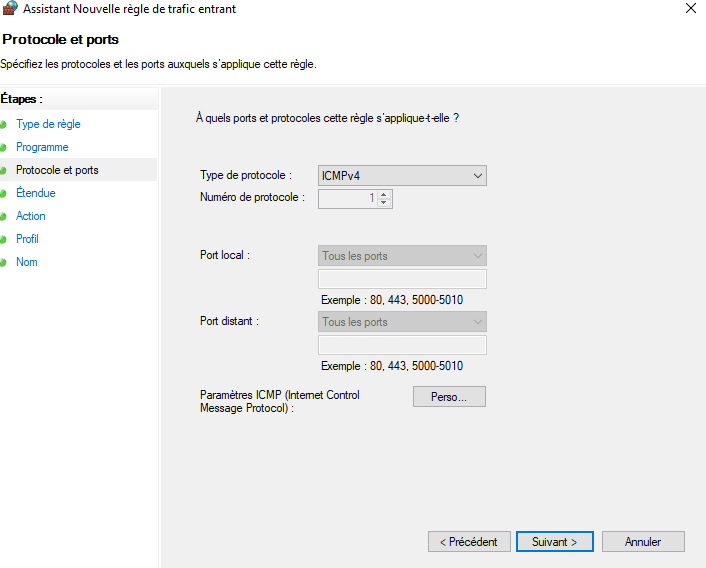 Assistant Nouvelle règle de trafic entrant
Protocole et ports
Spécifiez les protocoles et les ports auxquels s'applique cette règle.
Étapes :
Type de règle
Programme
Protocole et ports
Étendue
Action
Profil
Nom
À quels ports et protocoles cette règle s'applique-t-elle ?
Type de protocole : ICMPv4
Numéro de protocole : 1
Port local : Tous les ports
Exemple : 80, 443, 5000-5010
Port distant : Tous les ports
Exemple : 80, 443, 5000-5010
Paramètres ICMP (Internet Control
Message Protocol) :
Perso...
< Précédent Suivant > Annuler